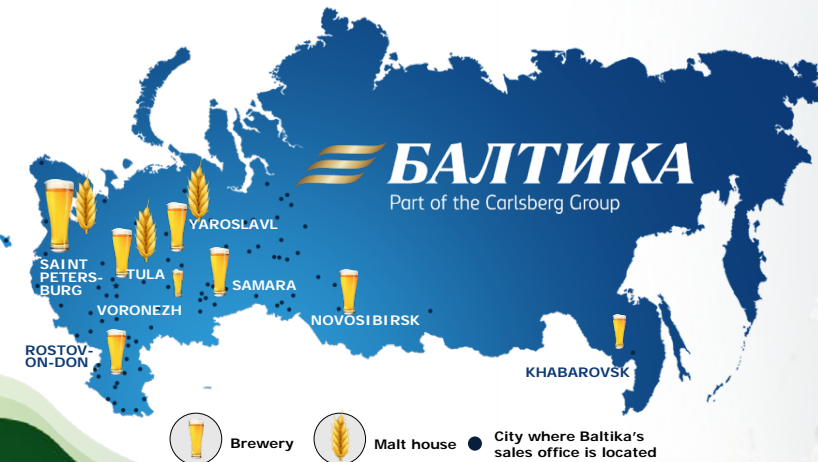 БАЛТИКА
Part of the Carlsberg Group
YAROSLAVL
SAINT
PETERS-
BURG
TULA
SAMARA
VORONEZH
NOVOSIBIRSK
ROSTOV-
ON-DON
KHABAROVSK
Brewery
Malt house
City where Baltika's
sales office is located